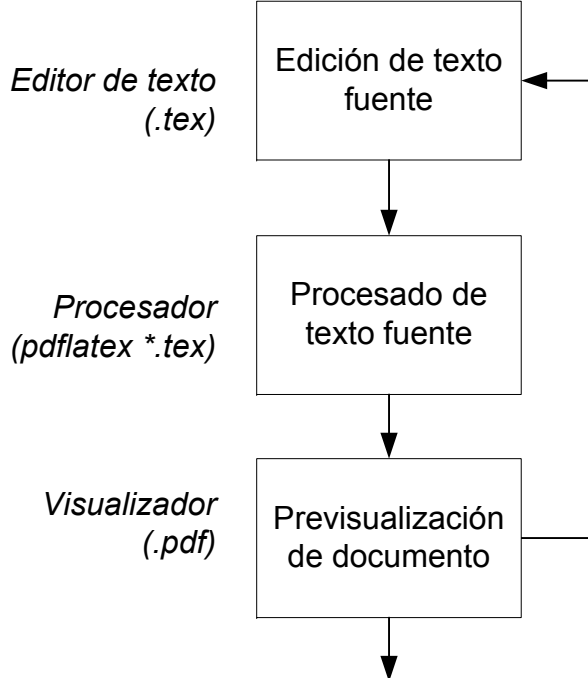 Editor de texto
(.tex)
Edición de texto
fuente
Procesador
(pdflatex *.tex)
Procesado de
texto fuente
Visualizador
(.pdf)
Previsualización
de documento